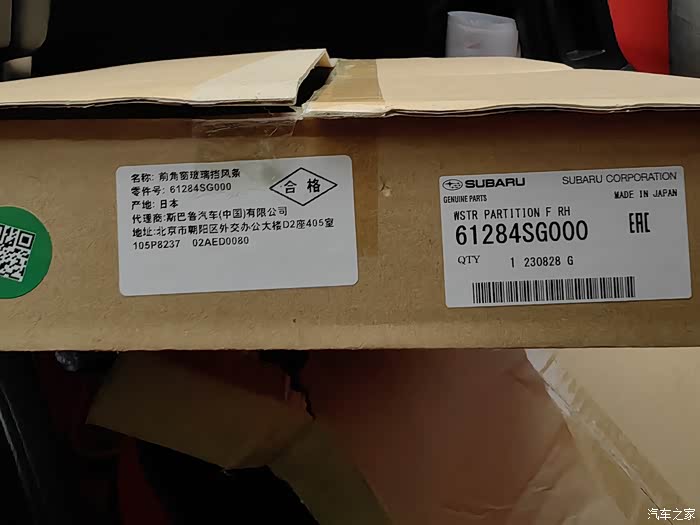 名称: 前角窗玻璃挡风条
零件号: 61284SG000
产地: 日本
代理商:斯巴鲁汽车(中国)有限公司
地址:北京市朝阳区外交办公大楼D2座405室
105P8237 02AED0080
合格
SUBARU
SUBARU CORPORATION
GENUINE PARTS
MADE IN JAPAN
WSTR PARTITION F RH
61284SG000
EAC
QTY 1 230828 G
汽车之家